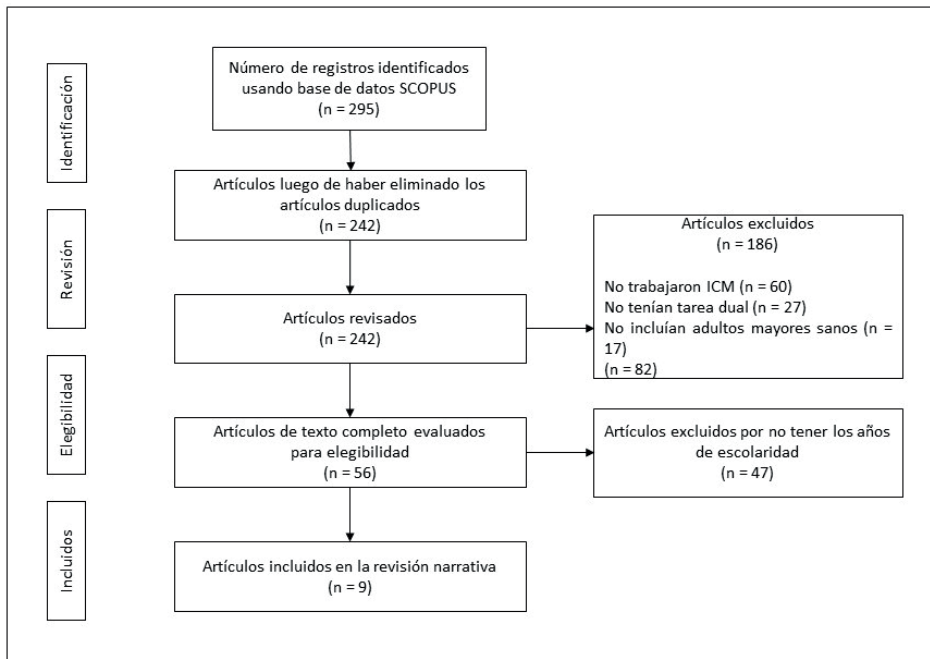 Identificación
Número de registros identificados
usando base de datos SCOPUS
(n = 295)
Artículos luego de haber eliminado los
artículos duplicados
(n = 242)
Revisión
Artículos revisados
(n = 242)
Artículos excluidos
(n = 186)
No trabajaron ICM (n = 60)
No tenían tarea dual (n = 27)
No incluían adultos mayores sanos (n =
17)
(n = 82)
Elegibilidad
Artículos de texto completo evaluados
para elegibilidad
(n = 56)
Artículos excluidos por no tener los años
de escolaridad
(n = 47)
Incluidos
Artículos incluidos en la revisión narrativa
(n = 9)